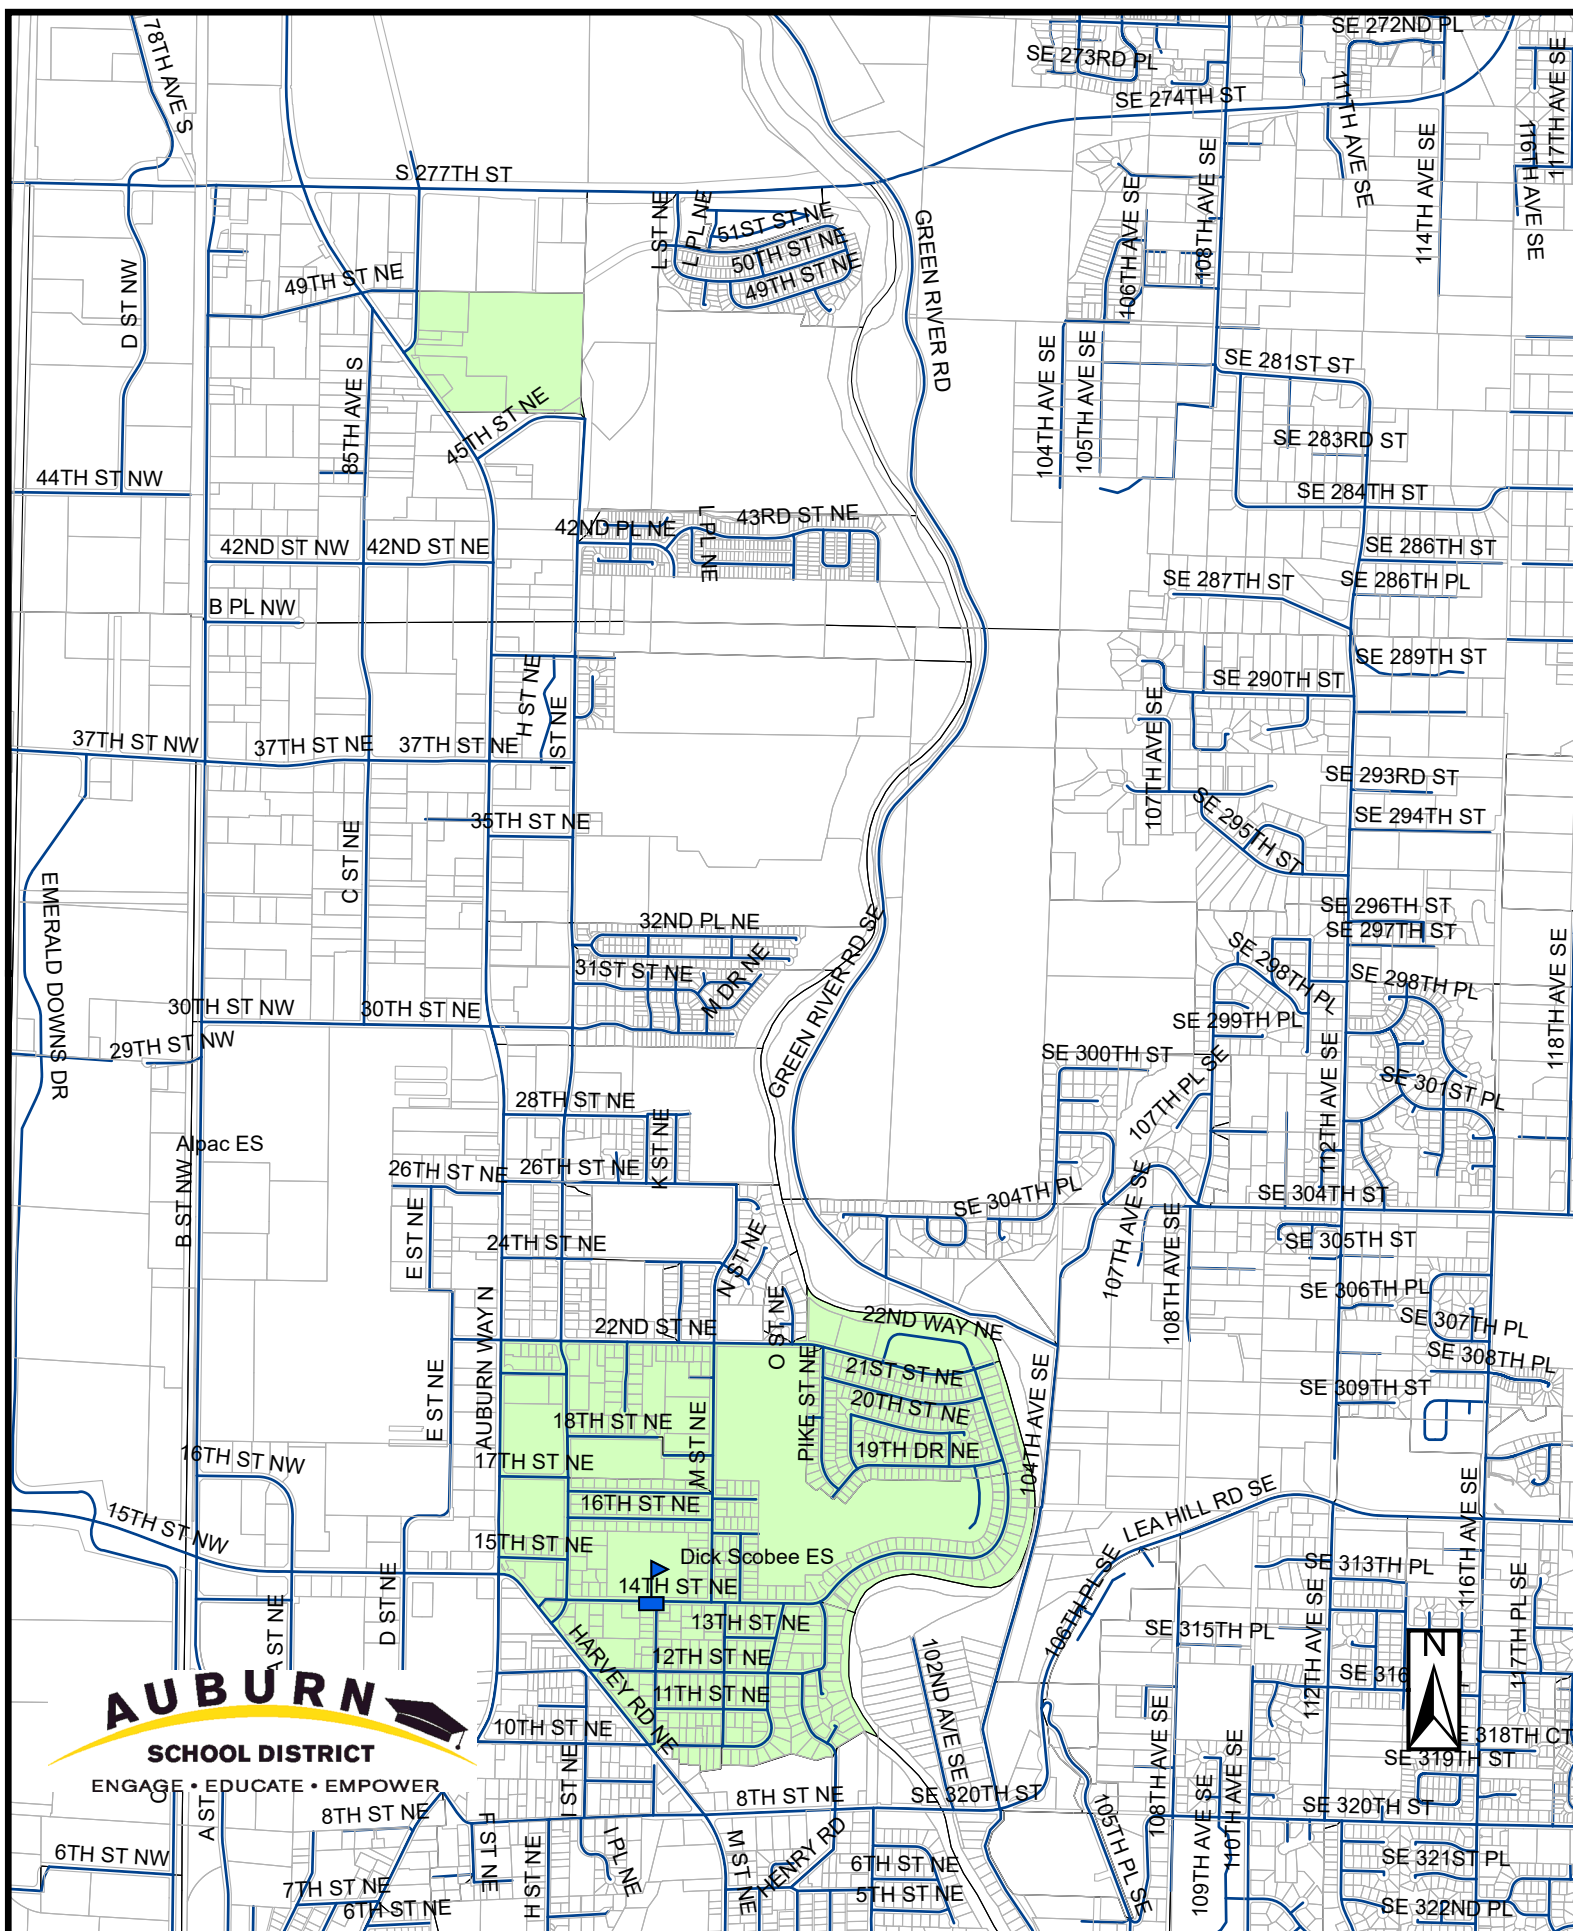 SE 272ND PL
78TH AVE S
SE 273RD PL
117TH AVE SE
SE 274TH ST
111TH AVE SE
114TH AVE SE
116TH AVE SE
108TH AVE SE
S 277TH ST
106TH AVE SE
L ST NE
L PL NE
51ST ST NE
50TH ST NE
49TH ST NE
GREEN RIVER RD
49TH ST NE
D ST NW
104TH AVE SE
105TH AVE SE
SE 281ST ST
85TH AVE S
45TH ST NE
SE 283RD ST
44TH ST NW
SE 284TH ST
42ND PL NE
L PL NE
43RD ST NE
42ND ST NW
42ND ST NE
SE 286TH ST
SE 287TH ST
SE 286TH PL
B PL NW
SE 289TH ST
H ST NE
SE 290TH ST
I ST NE
107TH AVE SE
37TH ST NW
37TH ST NE
37TH ST NE
SE 293RD ST
SE 295TH ST
SE 294TH ST
35TH ST NE
C ST NE
EMERALD DOWNS DR
SE 296TH ST
32ND PL NE
SE 297TH ST
118TH AVE SE
31ST ST NE
M DR NE
GREEN RIVER RD SE
SE 298TH PL
SE 298TH PL
30TH ST NW
30TH ST NE
SE 299TH PL
29TH ST NW
SE 300TH ST
112TH AVE SE
107TH PL SE
SE 301ST PL
28TH ST NE
K ST NE
Alpac ES
26TH ST NE
26TH ST NE
B ST NW
107TH AVE SE
112TH AVE SE
SE 304TH PL
SE 304TH ST
E ST NE
24TH ST NE
N ST NE
108TH AVE SE
SE 305TH ST
SE 306TH PL
O ST NE
22ND WAY NE
AUBURN WAY N
22ND ST NE
SE 307TH PL
SE 308TH PL
E ST NE
PIKE ST NE
21ST ST NE
104TH AVE SE
SE 309TH ST
20TH ST NE
18TH ST NE
M ST NE
19TH DR NE
16TH ST NW
17TH ST NE
16TH ST NE
LEA HILL RD SE
116TH AVE SE
15TH ST NW
15TH ST NE
Dick Scobee ES
SE 313TH PL
14TH ST NE
106TH PL SE
D ST NE
A ST NE
13TH ST NE
SE 315TH PL
112TH AVE SE
117TH PL SE
HARVEY RD NE
12TH ST NE
102ND AVE SE
N
SE 316
11TH ST NE
AUBURN
SCHOOL DISTRICT
ENGAGE • EDUCATE • EMPOWER
10TH ST NE
108TH AVE SE
110TH AVE SE
E 318TH CT
SE 319TH ST
I ST NE
109TH AVE SE
C
A ST
8TH ST NE
8TH ST NE
SE 320TH ST
105TH PL SE
SE 320TH ST
F ST NE
H ST NE
I PL NE
M ST NE
HENRY RD
6TH ST NW
6TH ST NE
SE 321ST PL
7TH ST NE
5TH ST NE
6TH ST NE
SE 322ND PL